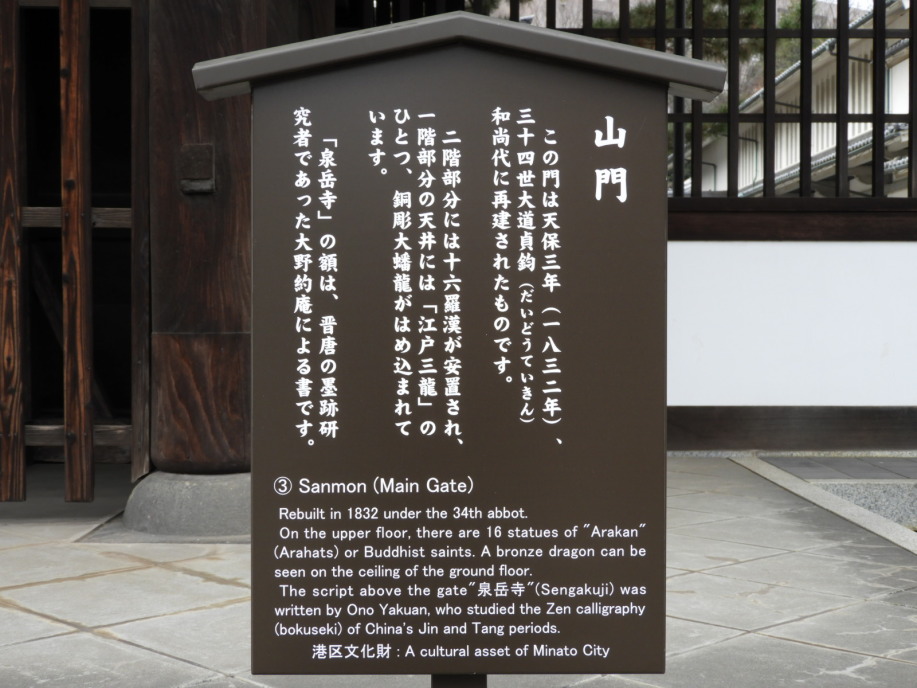 山門
この門は天保三年（一八三二年）、
三十四世大道貞鈞（だいどうていきん）
和尚代に再建されたものです。
二階部分には十六羅漢が安置され、
一階部分の天井には「江戸三龍」の
ひとつ、銅彫大蟠龍がはめ込まれて
います。
「泉岳寺」の額は、晋唐の墨跡研
究者であった大野約庵による書です。
③ Sanmon (Main Gate)
Rebuilt in 1832 under the 34th abbot.
On the upper floor, there are 16 statues of "Arakan"
(Arahats) or Buddhist saints. A bronze dragon can be
seen on the ceiling of the ground floor.
The script above the gate"泉岳寺"(Sengakuji) was
written by Ono Yakuan, who studied the Zen calligraphy
(bokuseki) of China's Jin and Tang periods.
港区文化財 : A cultural asset of Minato City